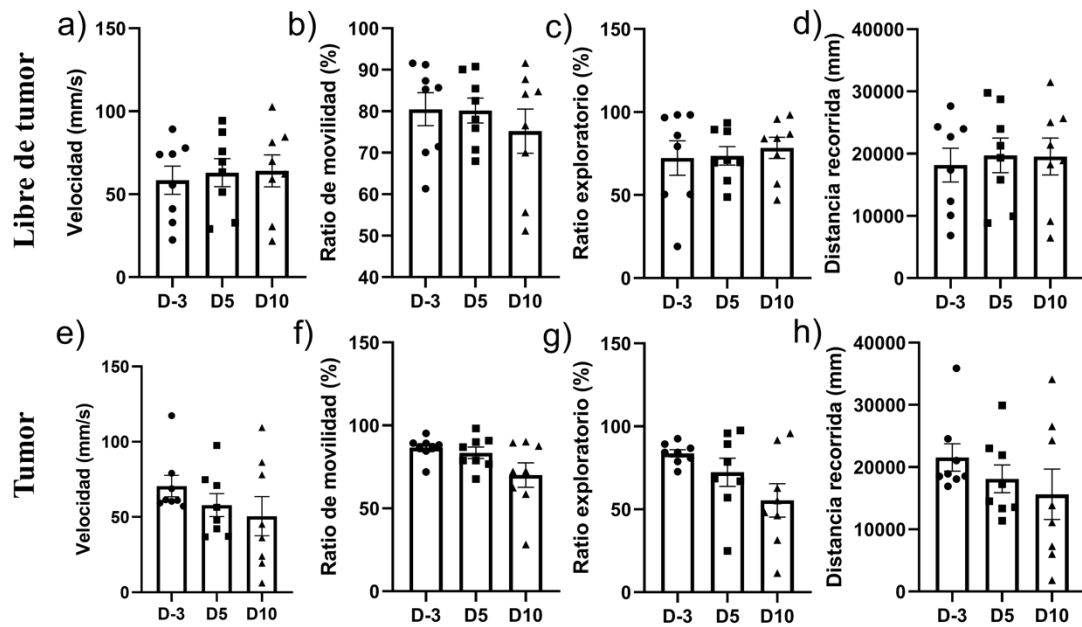 Libre de tumor
a)
Velocidad (mm/s)
150
100
50
0
D-3 D5 D10
b)
Ratio de movilidad (%)
100
90
80
70
60
50
40
D-3 D5 D10
c)
Ratio exploratorio (%)
150
100
50
0
D-3 D5 D10
d)
Distancia recorrida (mm)
40000
30000
20000
10000
0
D-3 D5 D10
Tumor
e)
Velocidad (mm/s)
150
100
50
0
D-3 D5 D10
f)
Ratio de movilidad (%)
150
100
50
0
D-3 D5 D10
g)
Ratio exploratorio (%)
150
100
50
0
D-3 D5 D10
h)
Distancia recorrida (mm)
40000
30000
20000
10000
0
D-3 D5 D10